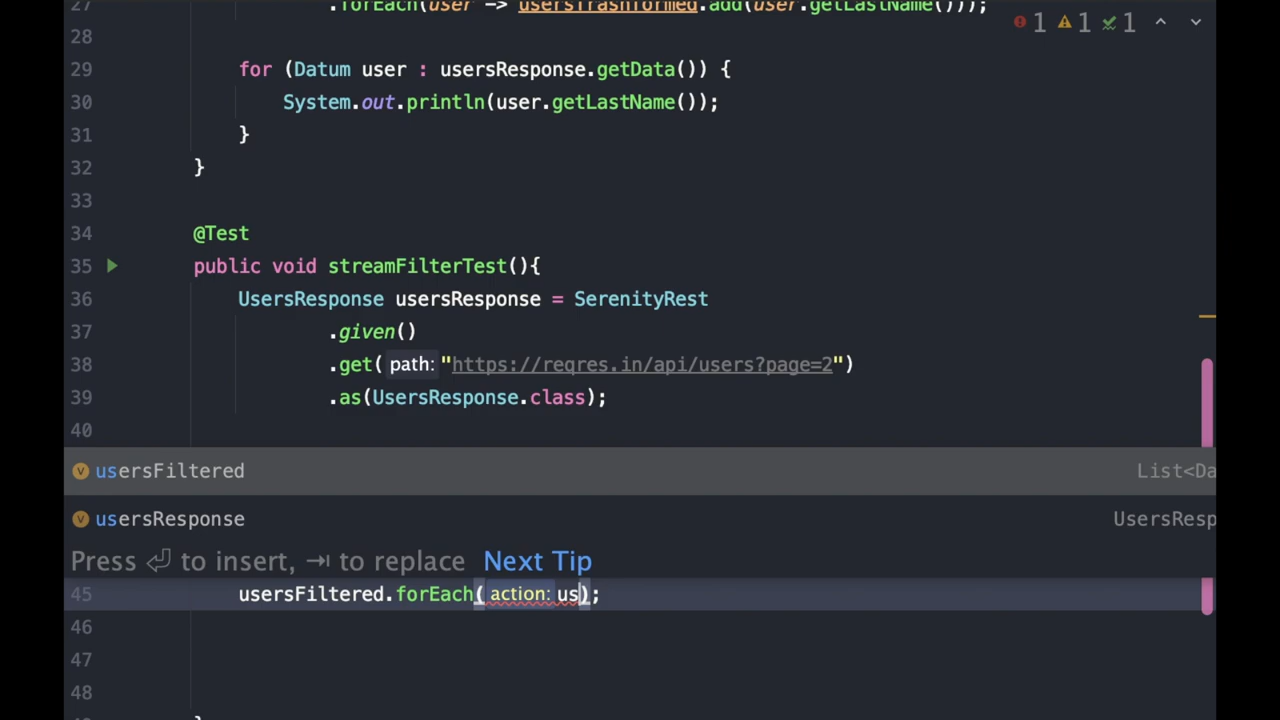 27 .forEach(user -> usersTrasnformed.add(user.getLastName()));
1 1 1
28
29 for (Datum user : usersResponse.getData()) {
30 System.out.println(user.getLastName());
31 }
32 }
33
34 @Test
35 public void streamFilterTest(){
36 UsersResponse usersResponse = SerenityRest
37 .given()
38 .get( path: "https://reqres.in/api/users?page=2")
39 .as(UsersResponse.class);
40
usersFiltered List<Da
usersResponse UsersResp
Press ⏎ to insert, ⇥ to replace Next Tip
45 usersFiltered.forEach( action: us);
46
47
48